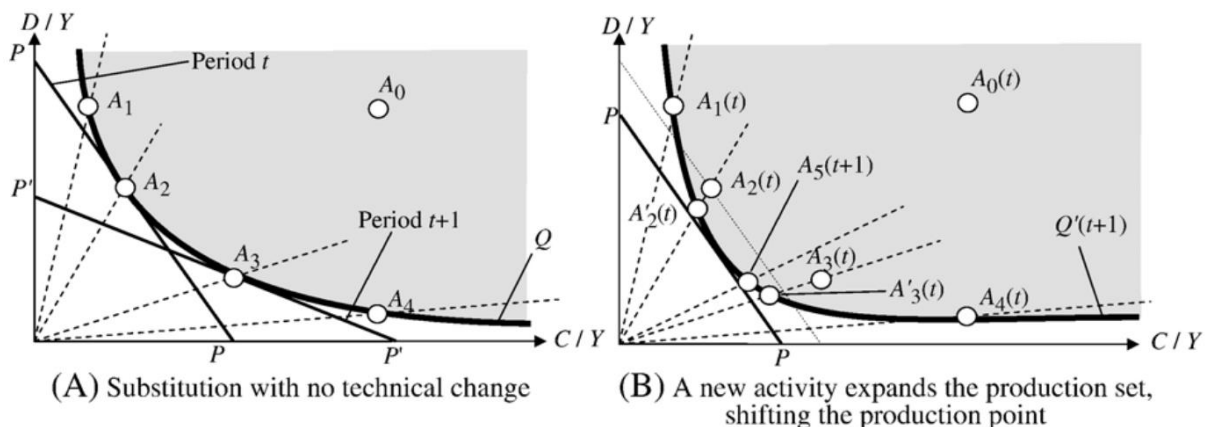 D / Y
P
Period t
A1
A0
A2
P'
Period t+1
Q
A3
A4
P
P'
C / Y
(A) Substitution with no technical change
D / Y
P
A1(t)
A0(t)
A5(t+1)
A2(t)
A'2(t)
Q'(t+1)
A3(t)
A'3(t)
A4(t)
P
C / Y
(B) A new activity expands the production set,
shifting the production point